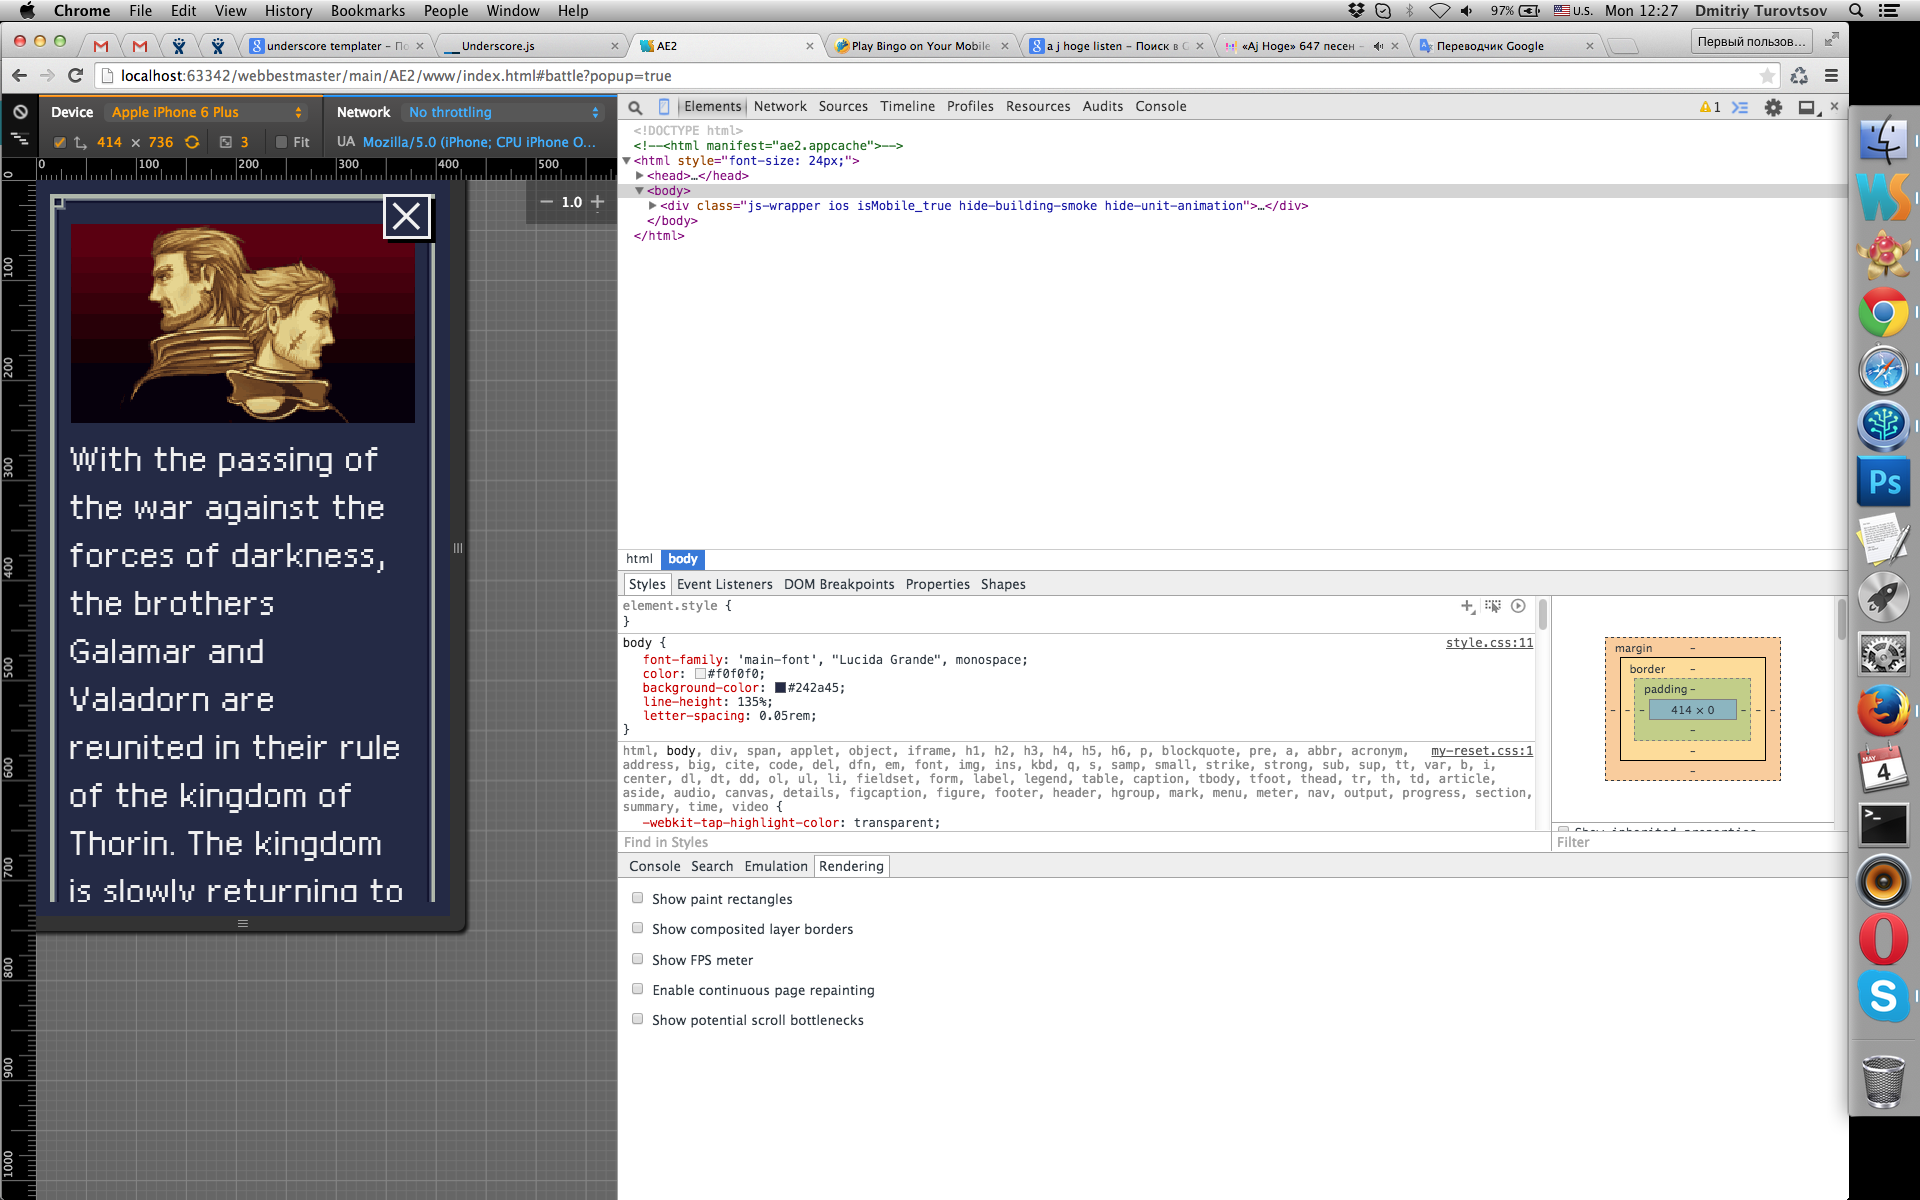 Chrome File Edit View History Bookmarks People Window Help
97% U.S. Mon 12:27 Dmitriy Turovtsov
underscore templater – По
Underscore.js
AE2
Play Bingo on Your Mobile
a j hoge listen – Поиск в G
«Aj Hoge» 647 песен –
Переводчик Google
Первый пользов...
localhost:63342/webbestmaster/main/AE2/www/index.html#battle?popup=true
Device Apple iPhone 6 Plus Network No throttling
414 × 736 3 Fit UA Mozilla/5.0 (iPhone; CPU iPhone O...
0 100 200 300 400 500
0 100 200 300 400 500 600 700 800 900 1000
1.0
With the passing of
the war against the
forces of darkness,
the brothers
Galamar and
Valadorn are
reunited in their rule
of the kingdom of
Thorin. The kingdom
is slowly returning to
Elements Network Sources Timeline Profiles Resources Audits Console
1
<!DOCTYPE html>
<!--<html manifest="ae2.appcache">-->
<html style="font-size: 24px;">
<head>…</head>
<body>
<div class="js-wrapper ios isMobile_true hide-building-smoke hide-unit-animation">…</div>
</body>
</html>
html body
Styles Event Listeners DOM Breakpoints Properties Shapes
element.style {
}
body { style.css:11
font-family: 'main-font', "Lucida Grande", monospace;
color: #f0f0f0;
background-color: #242a45;
line-height: 135%;
letter-spacing: 0.05rem;
}
html, body, div, span, applet, object, iframe, h1, h2, h3, h4, h5, h6, p, blockquote, pre, a, abbr, acronym, my-reset.css:1
address, big, cite, code, del, dfn, em, font, img, ins, kbd, q, s, samp, small, strike, strong, sub, sup, tt, var, b, i,
center, dl, dt, dd, ol, ul, li, fieldset, form, label, legend, table, caption, tbody, tfoot, thead, tr, th, td, article,
aside, audio, canvas, details, figcaption, figure, footer, header, hgroup, mark, menu, meter, nav, output, progress, section,
summary, time, video {
-webkit-tap-highlight-color: transparent;
Find in Styles
margin –
border –
padding –
– – – 414 × 0 – – –
–
–
–
Show inherited properties
Filter
Console Search Emulation Rendering
Show paint rectangles
Show composited layer borders
Show FPS meter
Enable continuous page repainting
Show potential scroll bottlenecks
WS
Ps
MAY
4
>_
S